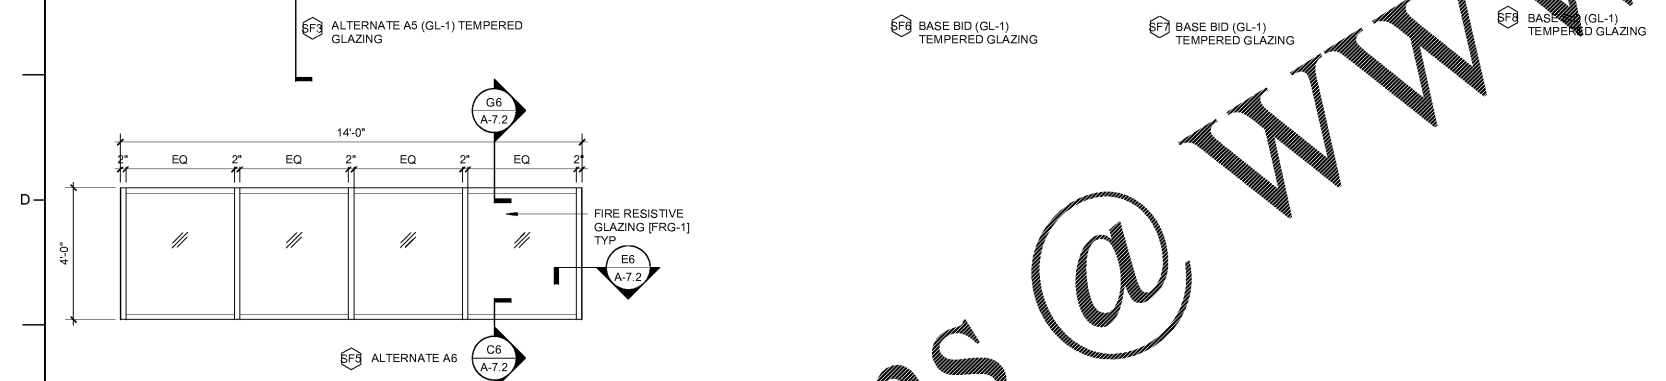 SF3 ALTERNATE A5 (GL-1) TEMPERED
GLAZING
SF6 BASE BID (GL-1)
TEMPERED GLAZING
SF7 BASE BID (GL-1)
TEMPERED GLAZING
SF8 BASE BID (GL-1)
TEMPERED GLAZING
G6
A-7.2
14'-0"
2" EQ 2" EQ 2" EQ 2" EQ 2"
D
4'-0"
FIRE RESISTIVE
GLAZING [FRG-1]
TYP
E6
A-7.2
SF5 ALTERNATE A6
C6
A-7.2
s @ ww